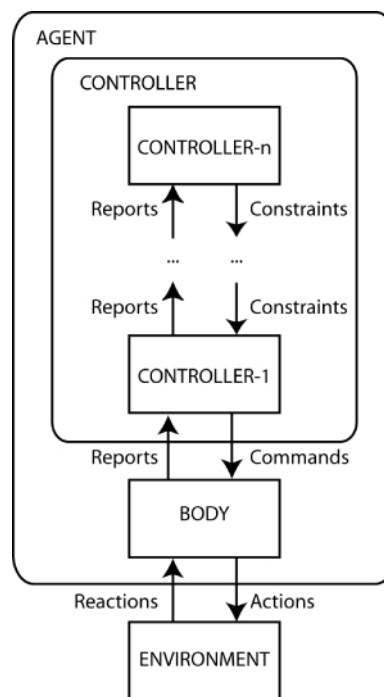 AGENT
CONTROLLER
CONTROLLER-n
Reports Constraints
... ...
Reports Constraints
CONTROLLER-1
Reports Commands
BODY
Reactions Actions
ENVIRONMENT